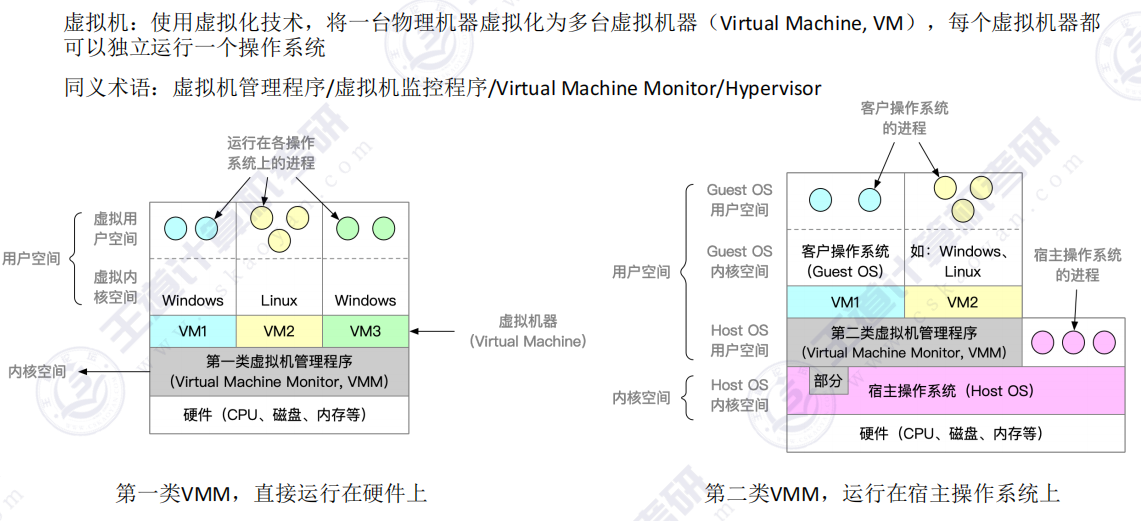 虚拟机：使用虚拟化技术，将一台物理机器虚拟化为多台虚拟机器（Virtual Machine, VM），每个虚拟机器都
可以独立运行一个操作系统
同义术语：虚拟机管理程序/虚拟机监控程序/Virtual Machine Monitor/Hypervisor
运行在各操作
系统上的进程
用户空间
虚拟用
户空间
虚拟内
核空间
Windows
Linux
Windows
VM1
VM2
VM3
虚拟机器
（Virtual Machine）
内核空间
第一类虚拟机管理程序
（Virtual Machine Monitor, VMM）
硬件（CPU、磁盘、内存等）
第一类VMM，直接运行在硬件上
客户操作系统
的进程
用户空间
Guest OS
用户空间
Guest OS
内核空间
客户操作系统
（Guest OS）
如：Windows、
Linux
宿主操作系统
的进程
VM1
VM2
Host OS
用户空间
第二类虚拟机管理程序
（Virtual Machine Monitor, VMM）
内核空间
Host OS
内核空间
部分
宿主操作系统（Host OS）
硬件（CPU、磁盘、内存等）
第二类VMM，运行在宿主操作系统上
王道计算机考研
www.cskaoyan.com